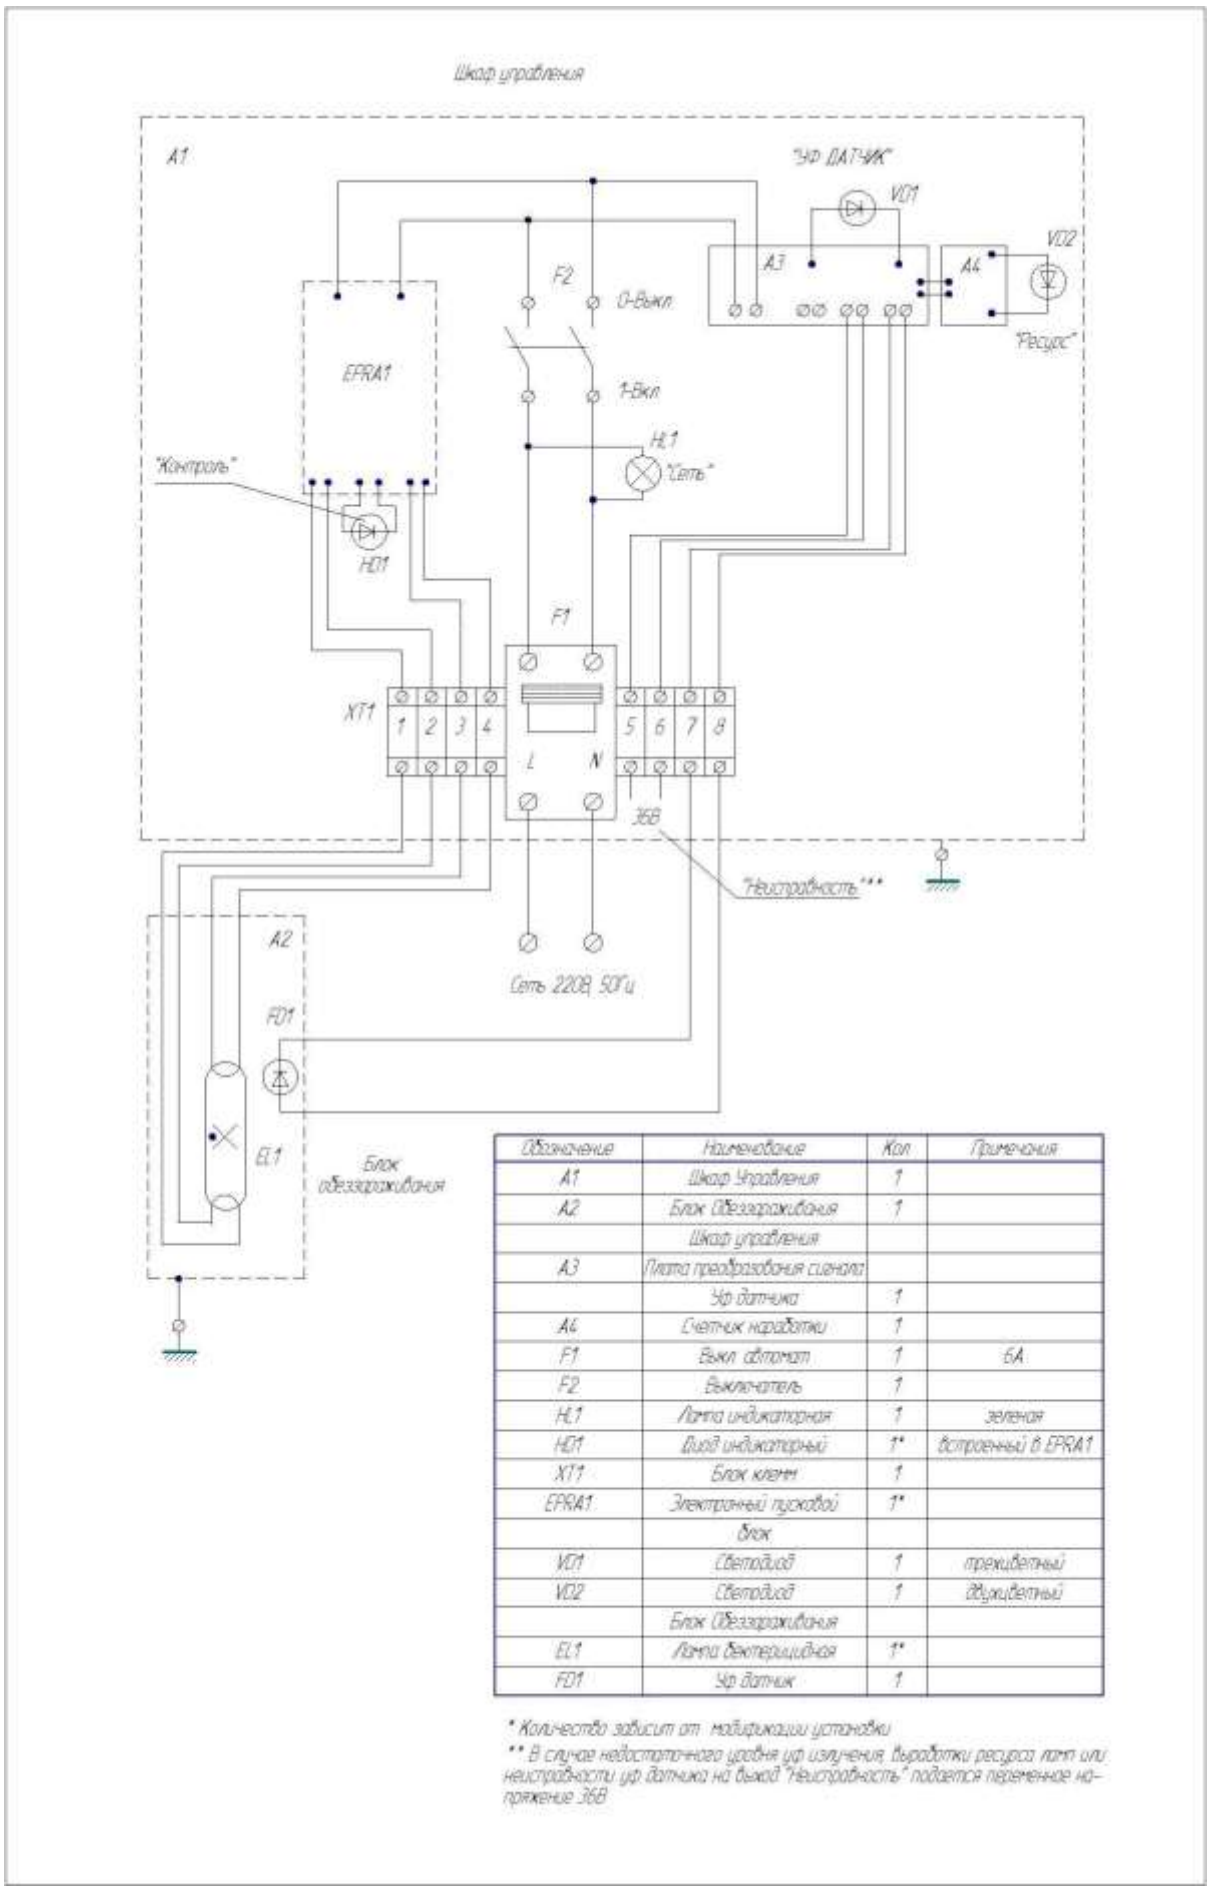 Шкаф управления
A1
"УФ ДАТЧИК"
VD1
VD2
A3
A4
F2
0-Выкл
"Ресурс"
EPRA1
1-Вкл
HL1
"Контроль"
"Сеть"
HD1
F1
XT1
1 2 3 4
5 6 7 8
L N
36В
"Неисправность"**
A2
Сеть 220В, 50Гц
FD1
EL1
Блок
обеззараживания
Обозначение Наименование Кол Примечания
A1 Шкаф Управления 1
A2 Блок Обеззараживания 1
Шкаф управления
A3 Плата преобразования сигнала
Уф датчика 1
A4 Счетчик наработки 1
F1 Выкл автомат 1 6А
F2 Выключатель 1
HL1 Лампа индикаторная 1 зеленая
HD1 Диод индикаторный 1* встроенный в EPRA1
XT1 Блок клемм 1
EPRA1 Электронный пусковой 1*
блок
VD1 Светодиод 1 трехцветный
VD2 Светодиод 1 двухцветный
Блок Обеззараживания
EL1 Лампа бактерицидная 1*
FD1 Уф датчик 1
* Количество зависит от модификации установки
** В случае недостаточного уровня уф излучения, выработки ресурса ламп или
неисправности уф датчика на выход "Неисправность" подается переменное на-
пряжение 36В